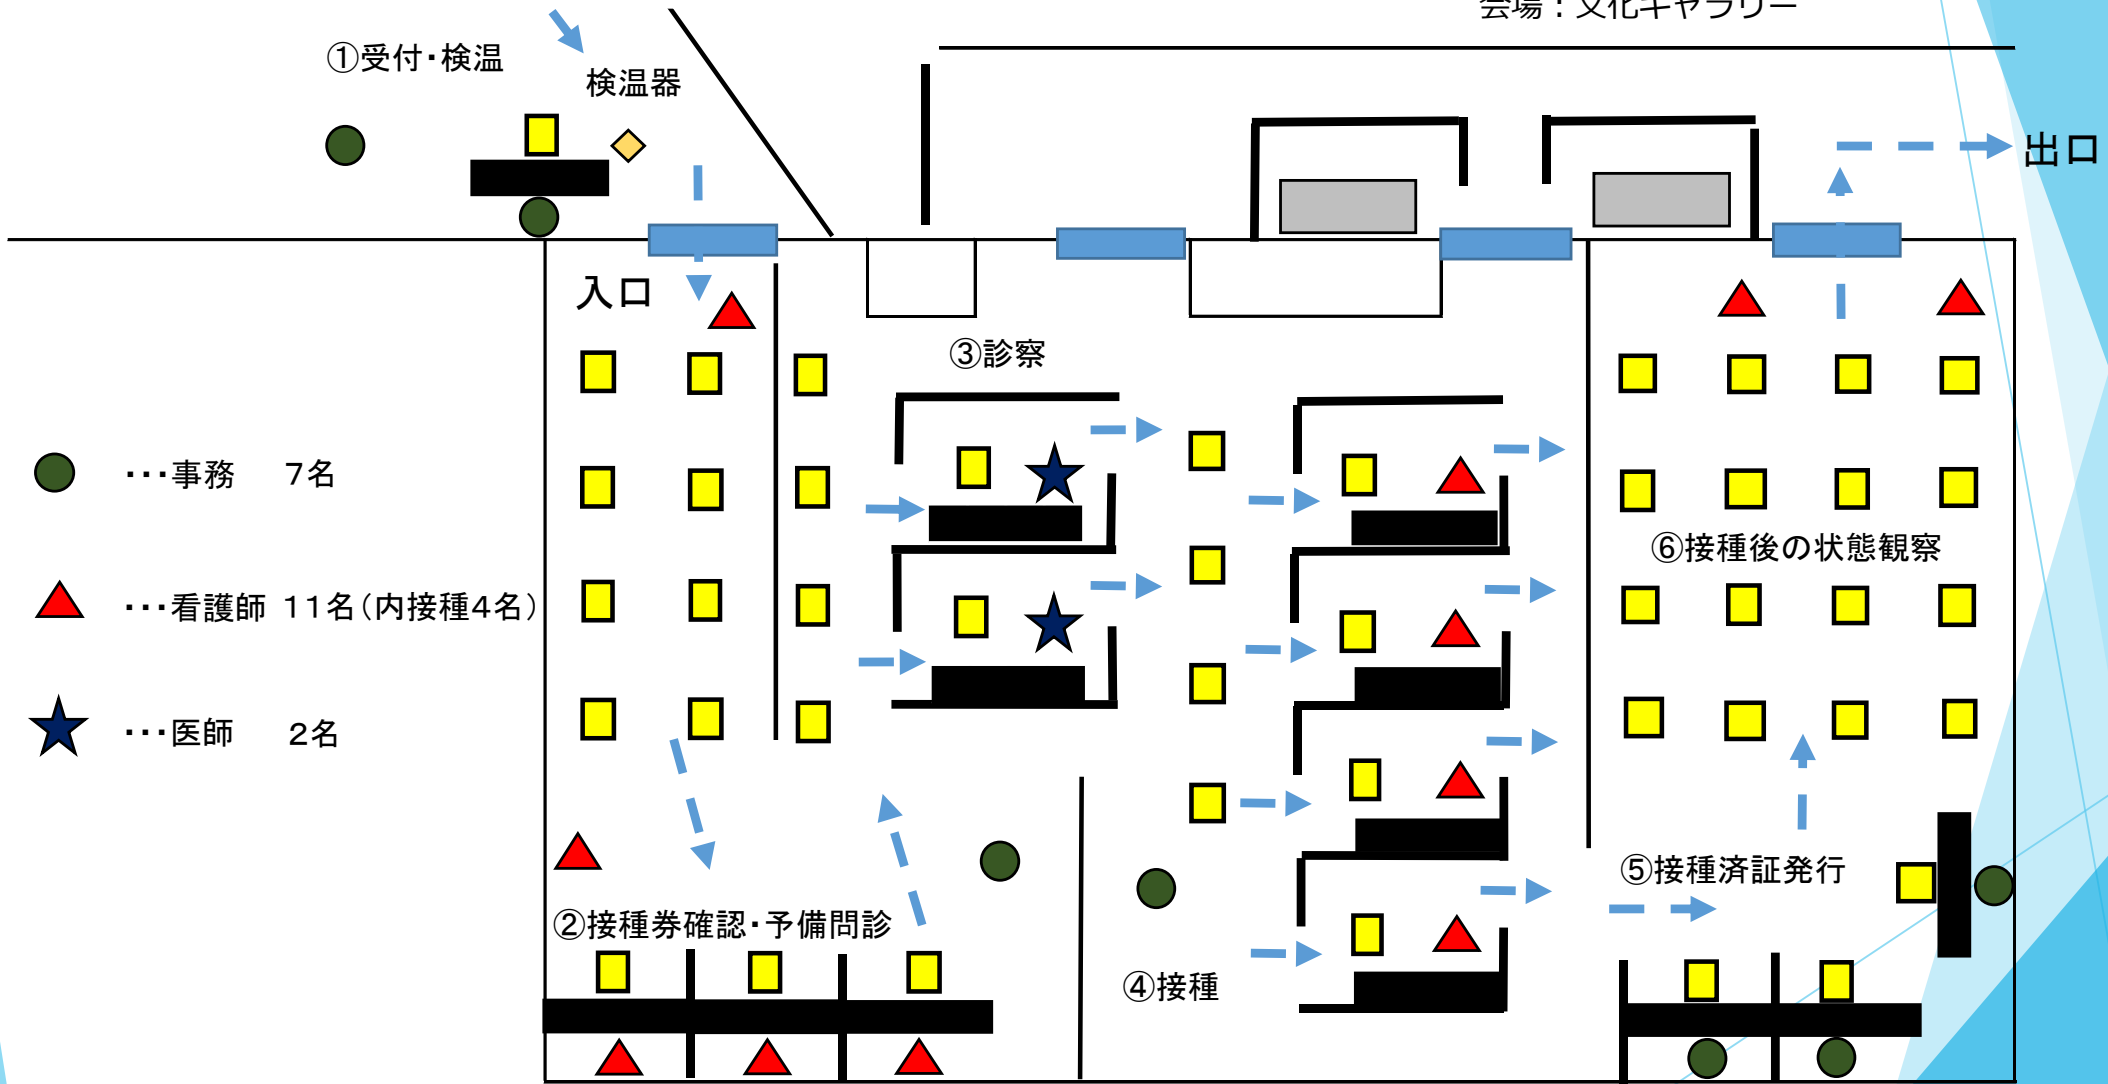 会場：文化ギャラリー
①受付・検温
検温器
出口
入口
③診察
・・・事務　７名
⑥接種後の状態観察
・・・看護師 １１名（内接種４名）
・・・医師　２名
⑤接種済証発行
②接種券確認・予備問診
④接種